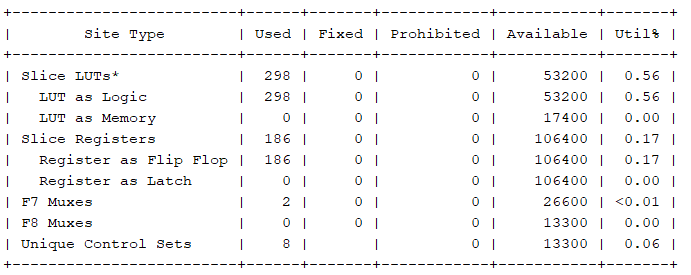 +----------------------------+------+-------+------------+-----------+-------+
|         Site Type          | Used | Fixed | Prohibited | Available | Util% |
+----------------------------+------+-------+------------+-----------+-------+
| Slice LUTs*                |  298 |     0 |          0 |     53200 |  0.56 |
|   LUT as Logic             |  298 |     0 |          0 |     53200 |  0.56 |
|   LUT as Memory            |    0 |     0 |          0 |     17400 |  0.00 |
| Slice Registers            |  186 |     0 |          0 |    106400 |  0.17 |
|   Register as Flip Flop    |  186 |     0 |          0 |    106400 |  0.17 |
|   Register as Latch        |    0 |     0 |          0 |    106400 |  0.00 |
| F7 Muxes                   |    2 |     0 |          0 |     26600 | <0.01 |
| F8 Muxes                   |    0 |     0 |          0 |     13300 |  0.00 |
| Unique Control Sets        |    8 |       |          0 |     13300 |  0.06 |
+----------------------------+------+-------+------------+-----------+-------+